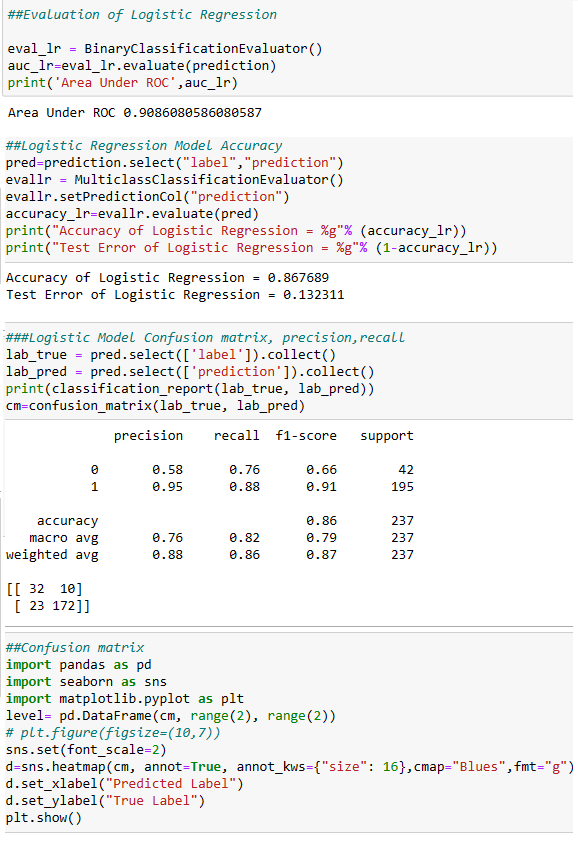 ##Evaluation of Logistic Regression
eval_lr = BinaryClassificationEvaluator()
auc_lr=eval_lr.evaluate(prediction)
print('Area Under ROC',auc_lr)
Area Under ROC 0.9086080586080587
##Logistic Regression Model Accuracy
pred=prediction.select("label","prediction")
evallr = MulticlassClassificationEvaluator()
evallr.setPredictionCol("prediction")
accuracy_lr=evallr.evaluate(pred)
print("Accuracy of Logistic Regression = %g"% (accuracy_lr))
print("Test Error of Logistic Regression = %g"% (1-accuracy_lr))
Accuracy of Logistic Regression = 0.867689
Test Error of Logistic Regression = 0.132311
###Logistic Model Confusion matrix, precision,recall
lab_true = pred.select(['label']).collect()
lab_pred = pred.select(['prediction']).collect()
print(classification_report(lab_true, lab_pred))
cm=confusion_matrix(lab_true, lab_pred)
precision recall f1-score support
0 0.58 0.76 0.66 42
1 0.95 0.88 0.91 195
accuracy 0.86 237
macro avg 0.76 0.82 0.79 237
weighted avg 0.88 0.86 0.87 237
[[ 32 10]
[ 23 172]]
##Confusion matrix
import pandas as pd
import seaborn as sns
import matplotlib.pyplot as plt
level= pd.DataFrame(cm, range(2), range(2))
# plt.figure(figsize=(10,7))
sns.set(font_scale=2)
d=sns.heatmap(cm, annot=True, annot_kws={"size": 16},cmap="Blues",fmt="g")
d.set_xlabel("Predicted Label")
d.set_ylabel("True Label")
plt.show()